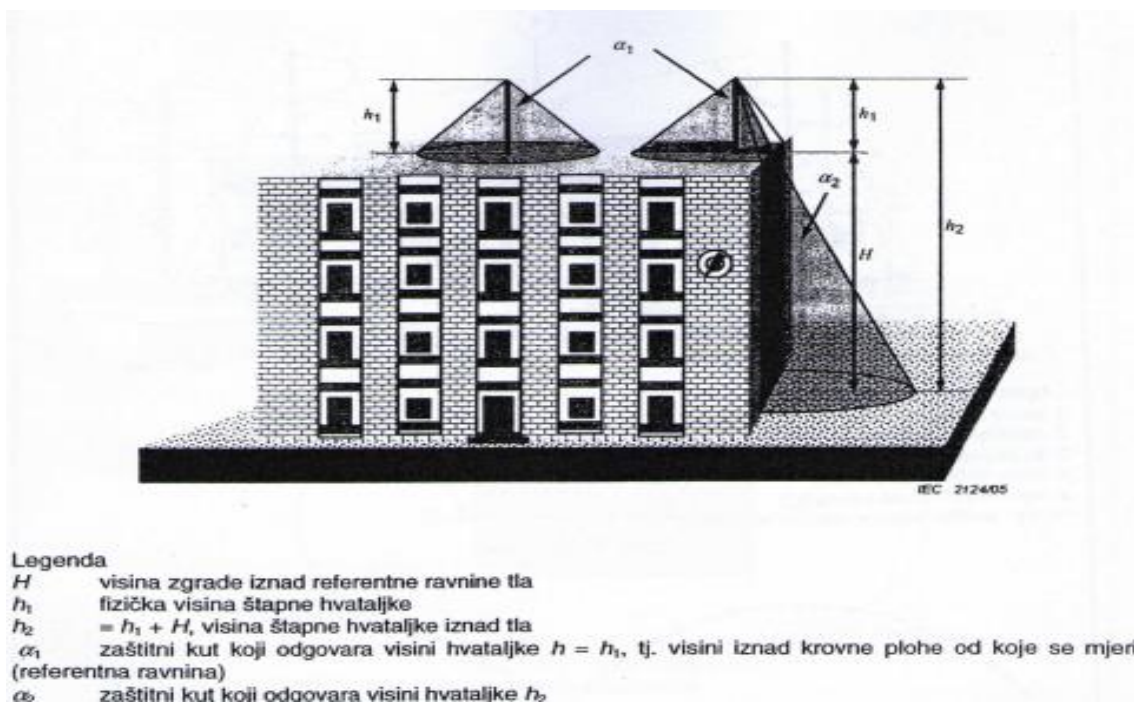 α₁
h₁
h₁
α₂
h₂
H
IEC 2124/05
Legenda
H visina zgrade iznad referentne ravnine tla
h₁ fizička visina štapne hvataljke
h₂ = h₁ + H, visina štapne hvataljke iznad tla
α₁ zaštitni kut koji odgovara visini hvataljke h = h₁, tj. visini iznad krovne plohe od koje se mjeri
(referentna ravnina)
α₂ zaštitni kut koji odgovara visini hvataljke h₂